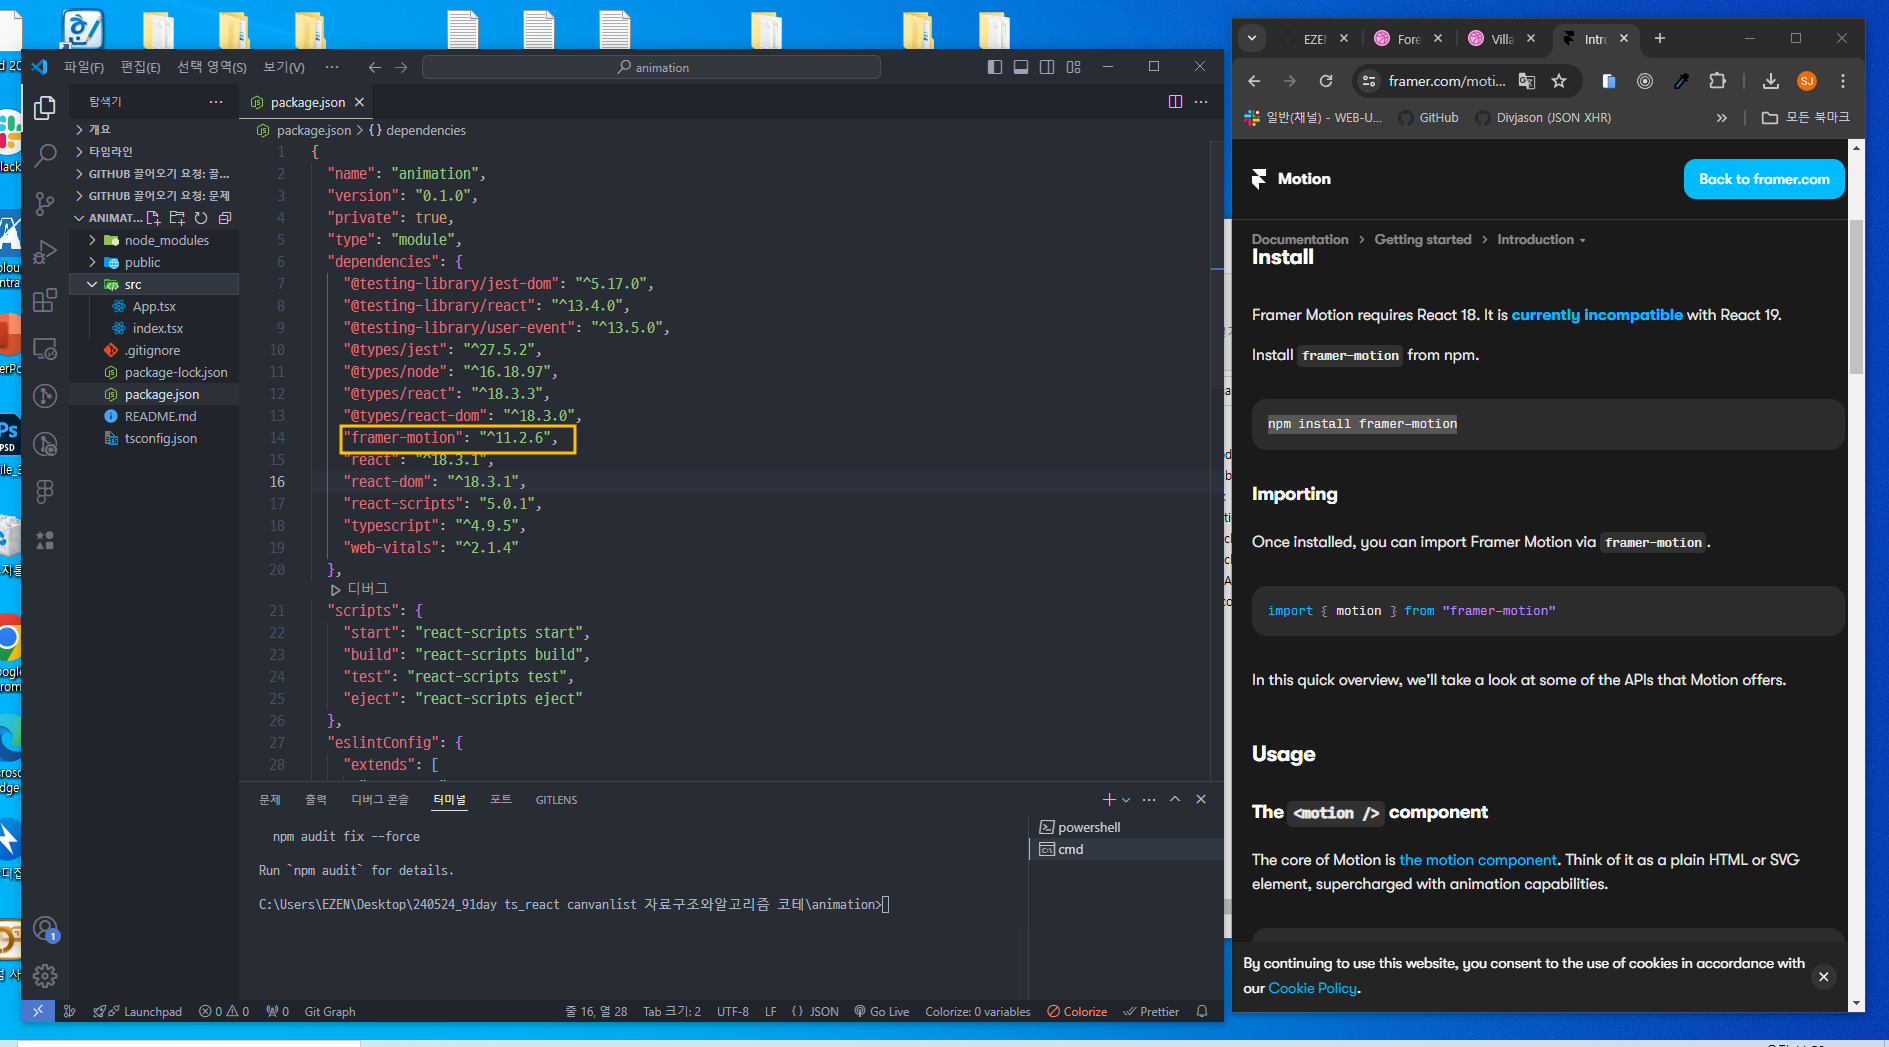 파일(F) 편집(E) 선택 영역(S) 보기(V) ··· animation
탐색기 ···
개요
타임라인
GITHUB 끌어오기 요청: 끌...
GITHUB 끌어오기 요청: 문제
ANIMAT...
node_modules
public
src
App.tsx
index.tsx
.gitignore
package-lock.json
package.json
README.md
tsconfig.json
package.json
package.json > {} dependencies
1 {
2 "name": "animation",
3 "version": "0.1.0",
4 "private": true,
5 "type": "module",
6 "dependencies": {
7 "@testing-library/jest-dom": "^5.17.0",
8 "@testing-library/react": "^13.4.0",
9 "@testing-library/user-event": "^13.5.0",
10 "@types/jest": "^27.5.2",
11 "@types/node": "^16.18.97",
12 "@types/react": "^18.3.3",
13 "@types/react-dom": "^18.3.0",
14 "framer-motion": "^11.2.6",
15 "react": "^18.3.1",
16 "react-dom": "^18.3.1",
17 "react-scripts": "5.0.1",
18 "typescript": "^4.9.5",
19 "web-vitals": "^2.1.4"
20 },
디버그
21 "scripts": {
22 "start": "react-scripts start",
23 "build": "react-scripts build",
24 "test": "react-scripts test",
25 "eject": "react-scripts eject"
26 },
27 "eslintConfig": {
28 "extends": [
문제 출력 디버그 콘솔 터미널 포트 GITLENS
npm audit fix --force
Run `npm audit` for details.
C:\Users\EZEN\Desktop\240524_91day ts_react canvanlist 자료구조와알고리즘 코테\animation>
powershell
cmd
1
Launchpad 0 0 0 Git Graph 줄 16, 열 28 Tab 크기: 2 UTF-8 LF {} JSON Go Live Colorize: 0 variables Colorize Prettier
EZEN Fore Villa Intro
framer.com/moti... SJ
일반(채널) - WEB-U... GitHub Divjason (JSON XHR) » 모든 북마크
Motion Back to framer.com
Documentation > Getting started > Introduction
Install
Framer Motion requires React 18. It is currently incompatible with React 19.
Install framer-motion from npm.
npm install framer-motion
Importing
Once installed, you can import Framer Motion via framer-motion.
import { motion } from "framer-motion"
In this quick overview, we'll take a look at some of the APIs that Motion offers.
Usage
The <motion /> component
The core of Motion is the motion component. Think of it as a plain HTML or SVG
element, supercharged with animation capabilities.
By continuing to use this website, you consent to the use of cookies in accordance with
our Cookie Policy.